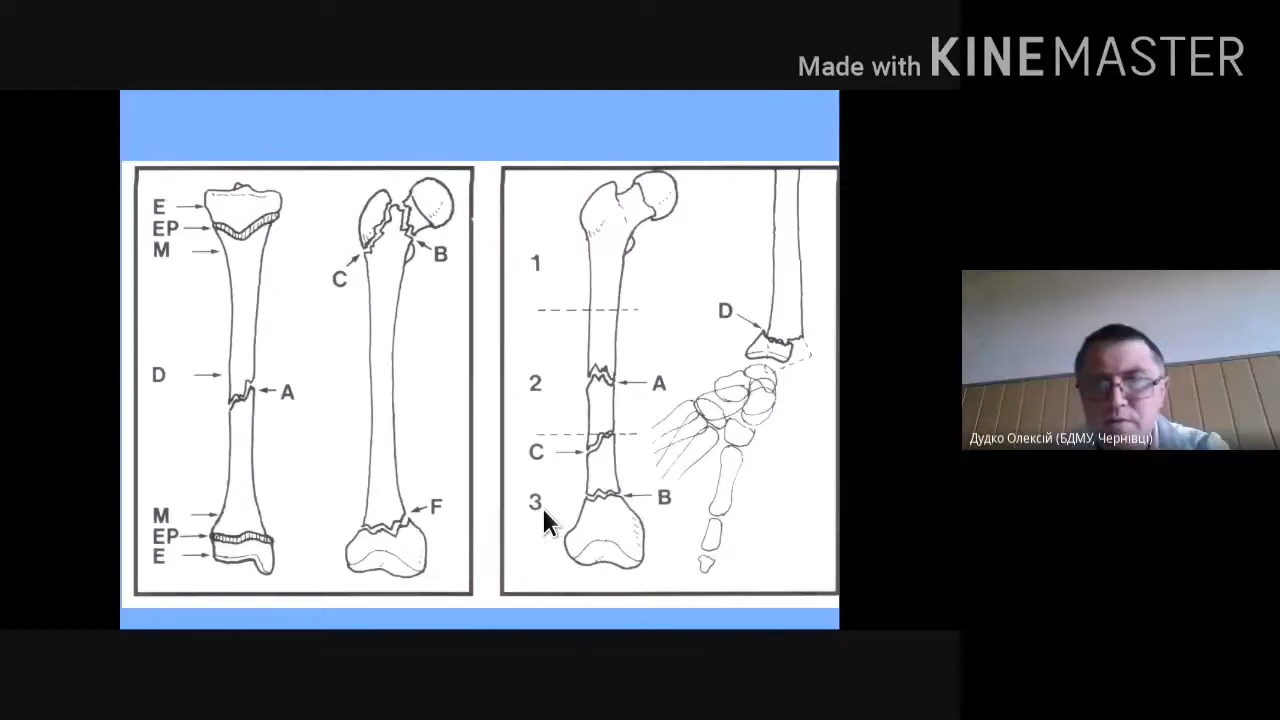 Made with KINEMASTER
E
EP
M
D
A
M
EP
E
C
B
F
1
2
3
A
C
B
D
Дудко Олексій (БДМУ, Чернівці)